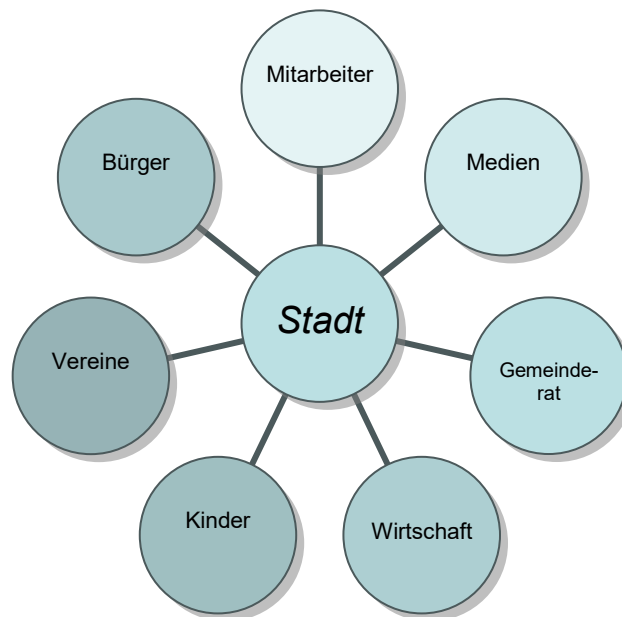 Mitarbeiter
Bürger
Medien
Stadt
Vereine
Gemeinde-
rat
Kinder
Wirtschaft